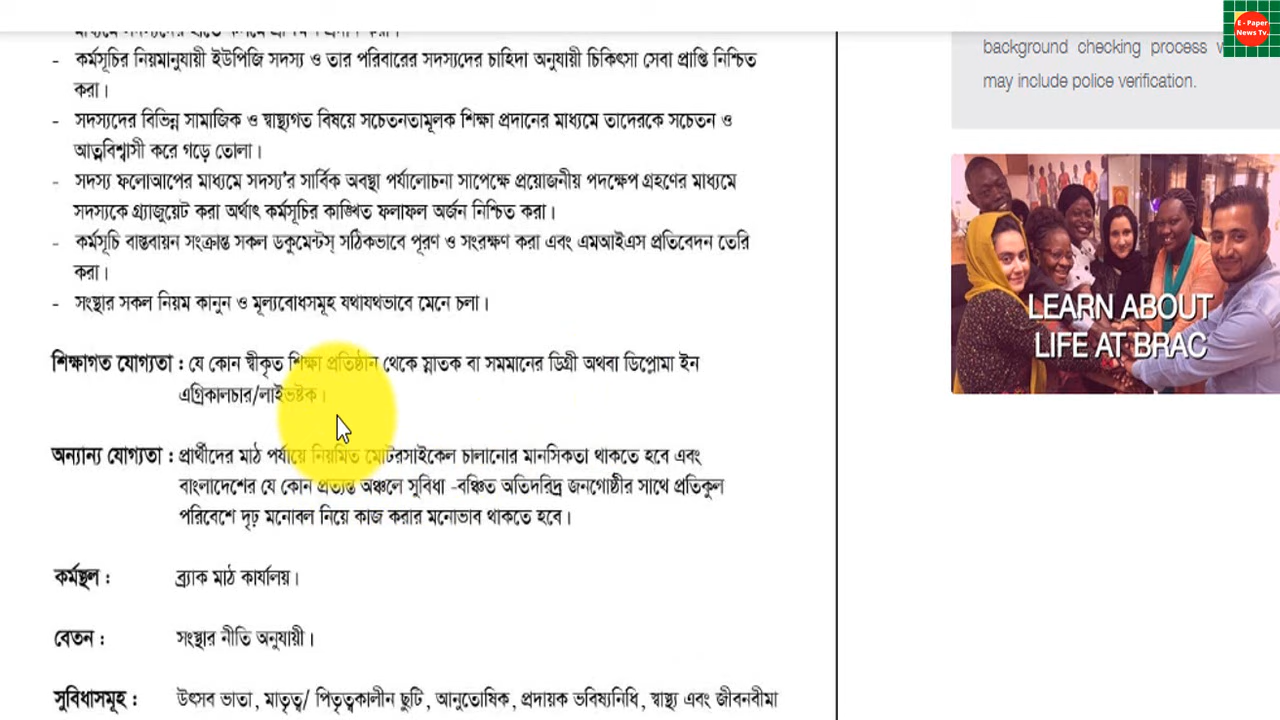 - কর্মসূচির নিয়মানুযায়ী ইউপিজি সদস্য ও তার পরিবারের সদস্যদের চাহিদা অনুযায়ী চিকিৎসা সেবা প্রাপ্তি নিশ্চিত
করা।
- সদস্যদের বিভিন্ন সামাজিক ও স্বাস্থ্যগত বিষয়ে সচেতনতামূলক শিক্ষা প্রদানের মাধ্যমে তাদেরকে সচেতন ও
আত্নবিশ্বাসী করে গড়ে তোলা।
- সদস্য ফলোআপের মাধ্যমে সদস্য'র সার্বিক অবস্থা পর্যালোচনা সাপেক্ষে প্রয়োজনীয় পদক্ষেপ গ্রহণের মাধ্যমে
সদস্যকে গ্র্যাজুয়েট করা অর্থাৎ কর্মসূচির কাঙ্খিত ফলাফল অর্জন নিশ্চিত করা।
- কর্মসূচি বাস্তবায়ন সংক্রান্ত সকল ডকুমেন্টস্ সঠিকভাবে পূরণ ও সংরক্ষণ করা এবং এমআইএস প্রতিবেদন তৈরি
করা।
- সংস্থার সকল নিয়ম কানুন ও মূল্যবোধসমূহ যথাযথভাবে মেনে চলা।
শিক্ষাগত যোগ্যতা : যে কোন স্বীকৃত শিক্ষা প্রতিষ্ঠান থেকে স্নাতক বা সমমানের ডিগ্রী অথবা ডিপ্লোমা ইন
এগ্রিকালচার/লাইভষ্টক।
অন্যান্য যোগ্যতা : প্রার্থীদের মাঠ পর্যায়ে নিয়মিত মোটরসাইকেল চালানোর মানসিকতা থাকতে হবে এবং
বাংলাদেশের যে কোন প্রত্যন্ত অঞ্চলে সুবিধা -বঞ্চিত অতিদরিদ্র জনগোষ্ঠীর সাথে প্রতিকুল
পরিবেশে দৃঢ় মনোবল নিয়ে কাজ করার মনোভাব থাকতে হবে।
কর্মস্থল : ব্র্যাক মাঠ কার্যালয়।
বেতন : সংস্থার নীতি অনুযায়ী।
সুবিধাসমূহ : উৎসব ভাতা, মাতৃত্ব/ পিতৃত্বকালীন ছুটি, আনুতোষিক, প্রদায়ক ভবিষ্যনিধি, স্বাস্থ্য এবং জীবনবীমা
background checking process
may include police verification.
E - Paper
News Tv.
LEARN ABOUT
LIFE AT BRAC